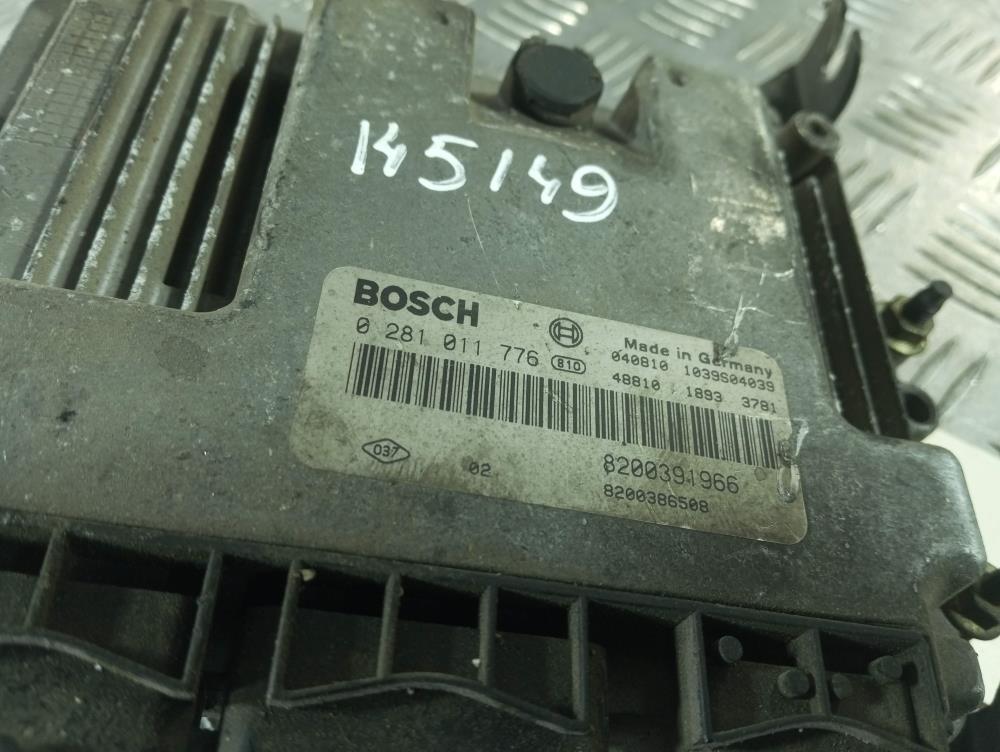 145149
BOSCH
Made in Germany
0 281 011 776 810
040810 1039S04039
48810 1893 3781
037
02
8200391966
8200386508